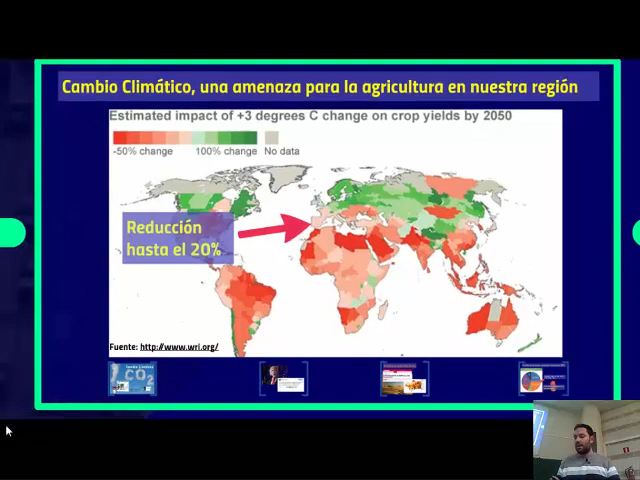 Cambio Climático, una amenaza para la agricultura en nuestra región
Estimated impact of +3 degrees C change on crop yields by 2050
-50% change
100% change
No data
Reducción
hasta el 20%
Fuente: http://www.wri.org/
CO2